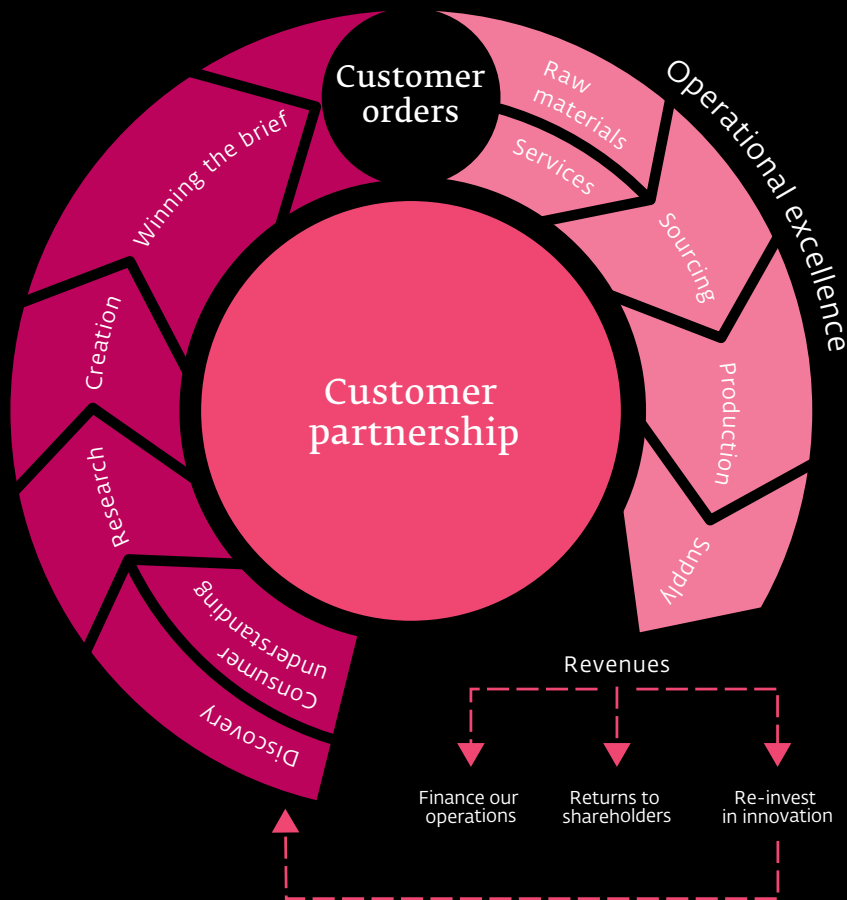 Customer
orders
Raw
materials
Services
Operational excellence
Sourcing
Production
Supply
Winning the brief
Creation
Research
Consumer
understanding
Discovery
Customer
partnership
Revenues
Finance our
operations
Returns to
shareholders
Re-invest
in innovation